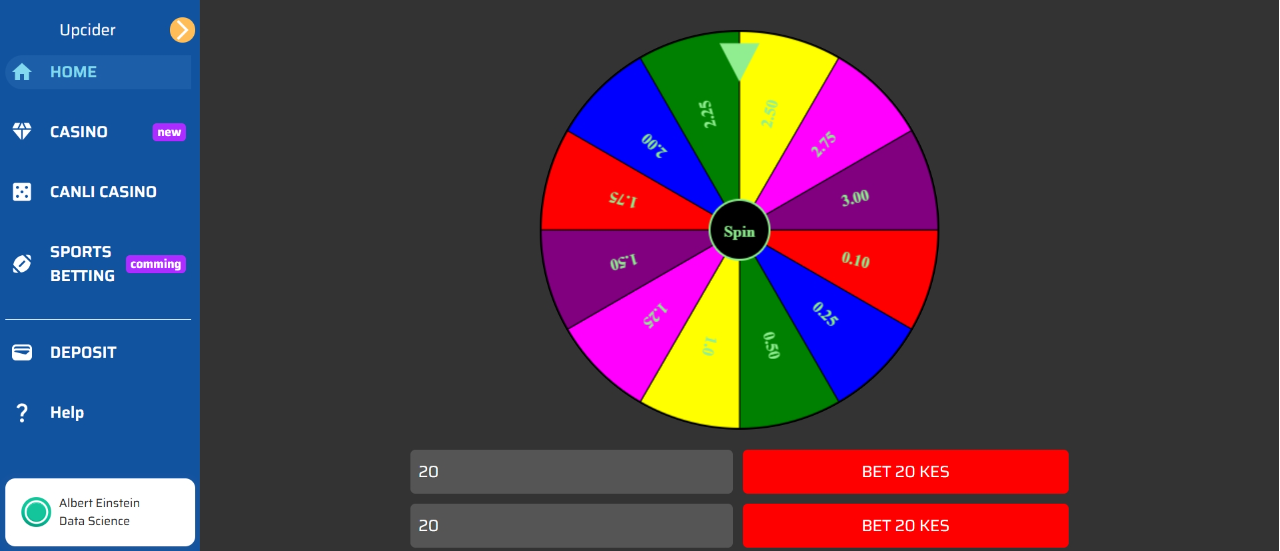 Upcider
HOME
CASINO
new
CANLI CASINO
SPORTS
BETTING
comming
DEPOSIT
Help
Albert Einstein
Data Science
2.50
2.75
3.00
0.10
0.25
0.50
1.0
1.25
1.50
1.75
2.00
2.25
Spin
20
BET 20 KES
20
BET 20 KES